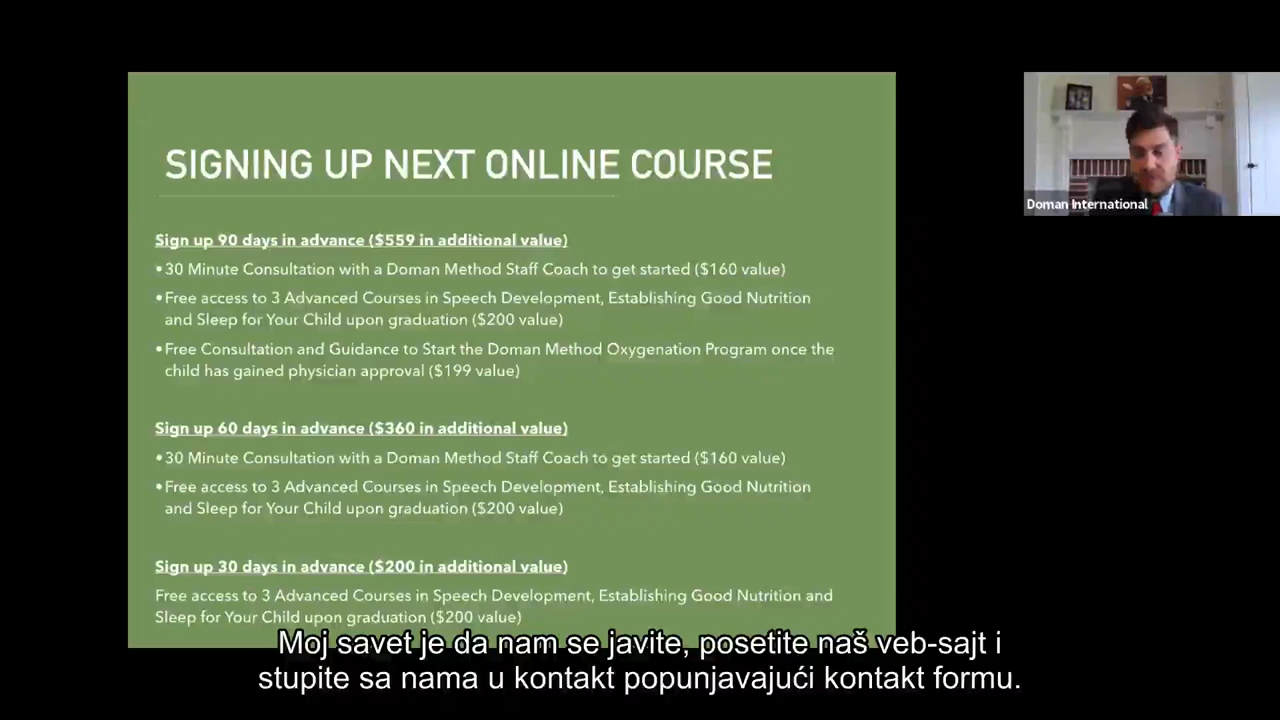 SIGNING UP NEXT ONLINE COURSE
Doman International
Sign up 90 days in advance ($559 in additional value)
•30 Minute Consultation with a Doman Method Staff Coach to get started ($160 value)
•Free access to 3 Advanced Courses in Speech Development, Establishing Good Nutrition
and Sleep for Your Child upon graduation ($200 value)
•Free Consultation and Guidance to Start the Doman Method Oxygenation Program once the
child has gained physician approval ($199 value)
Sign up 60 days in advance ($360 in additional value)
•30 Minute Consultation with a Doman Method Staff Coach to get started ($160 value)
•Free access to 3 Advanced Courses in Speech Development, Establishing Good Nutrition
and Sleep for Your Child upon graduation ($200 value)
Sign up 30 days in advance ($200 in additional value)
Free access to 3 Advanced Courses in Speech Development, Establishing Good Nutrition and
Sleep for Your Child upon graduation ($200 value)
Moj savet je da nam se javite, posetite naš veb-sajt i
stupite sa nama u kontakt popunjavajući kontakt formu.